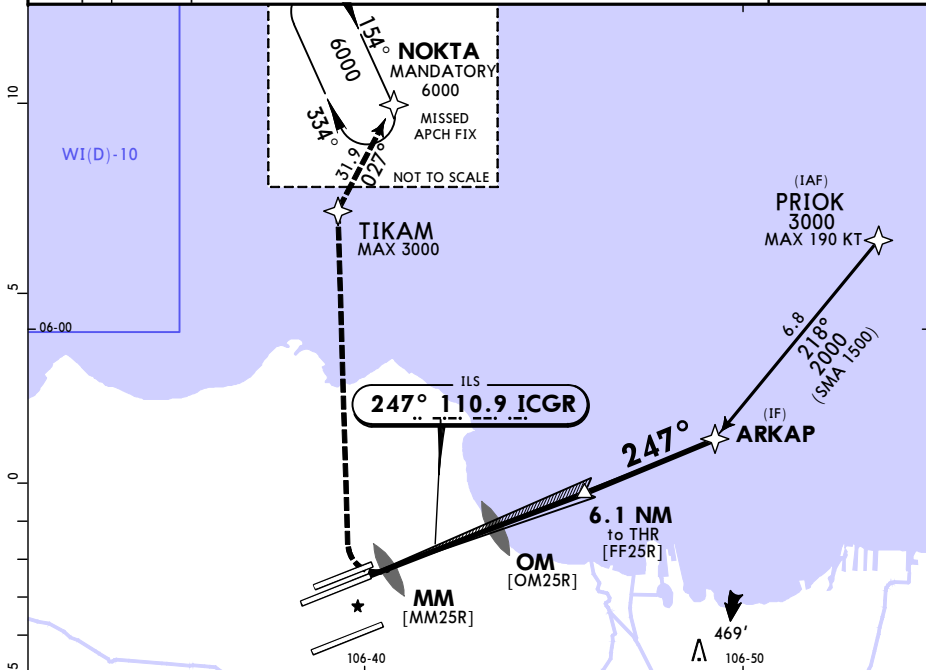 154°
6000
NOKTA
MANDATORY
6000
MISSED
APCH FIX
334°
31.9
027°
NOT TO SCALE
10
WI(D)-10
TIKAM
MAX 3000
(IAF)
PRIOK
3000
MAX 190 KT
5
06-00
6.8
218°
2000
(SMA 1500)
ILS
247° 110.9 ICGR
247°
(IF)
ARKAP
0
6.1 NM
to THR
[FF25R]
OM
[OM25R]
MM
[MM25R]
469'
5
106-40
106-50